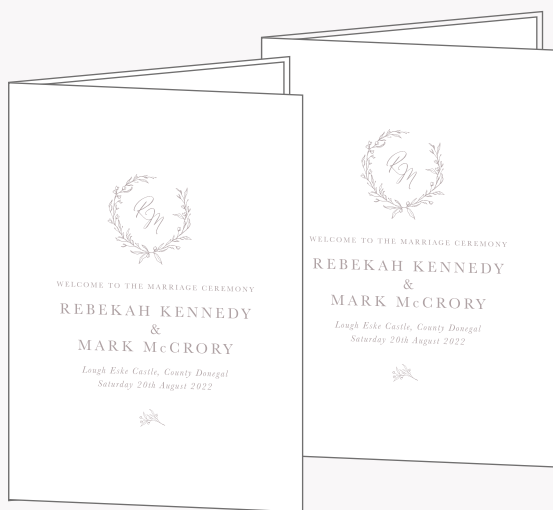 RM
WELCOME TO THE MARRIAGE CEREMONY
REBEKAH KENNEDY
&
MARK McCRORY
Lough Eske Castle, County Donegal
Saturday 20th August 2022
RM
WELCOME TO THE MARRIAGE CEREMONY
REBEKAH KENNEDY
&
MARK McCRORY
Lough Eske Castle, County Donegal
Saturday 20th August 2022